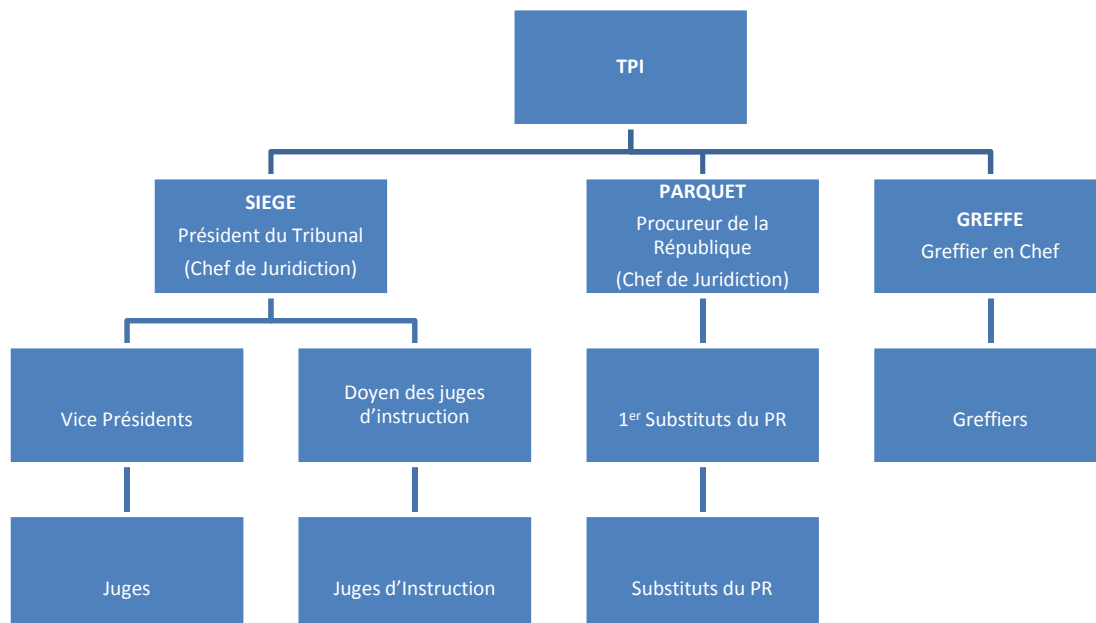 TPI
SIEGE
Président du Tribunal
(Chef de Juridiction)
PARQUET
Procureur de la
République
(Chef de Juridiction)
GREFFE
Greffier en Chef
Vice Présidents
Doyen des juges
d’instruction
1er Substituts du PR
Greffiers
Juges
Juges d’Instruction
Substituts du PR